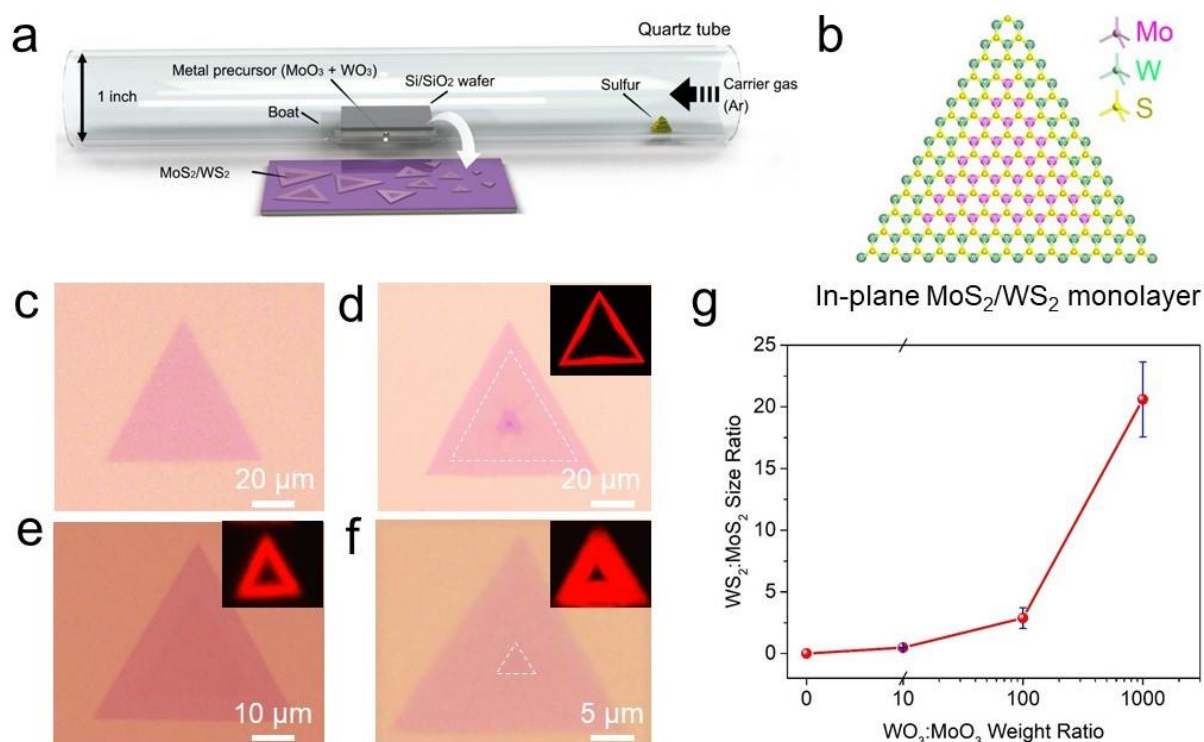 a
Quartz tube
Metal precursor (MoO₃ + WO₃)
Si/SiO₂ wafer
Sulfur
Carrier gas
(Ar)
1 inch
Boat
MoS₂/WS₂
b
Mo
W
S
In-plane MoS₂/WS₂ monolayer
c
20 µm
d
20 µm
e
10 µm
f
5 µm
g
WS₂:MoS₂ Size Ratio
25
20
15
10
5
0
0
10
100
1000
WO₃:MoO₃ Weight Ratio